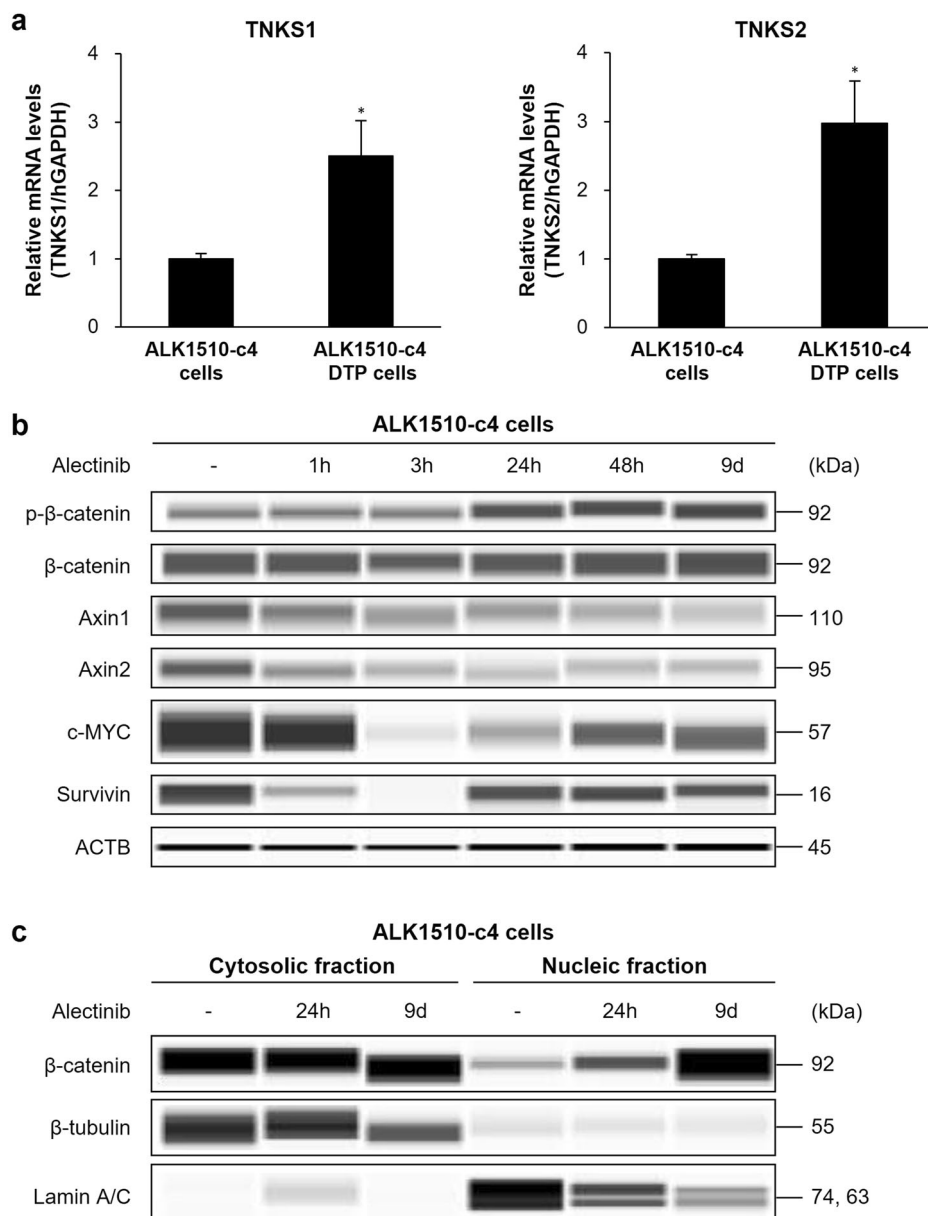 a
TNKS1
Relative mRNA levels
(TNKS1/hGAPDH)
4
3
2
1
0
*
ALK1510-c4
cells
ALK1510-c4
DTP cells
TNKS2
Relative mRNA levels
(TNKS2/hGAPDH)
4
3
2
1
0
*
ALK1510-c4
cells
ALK1510-c4
DTP cells
b
ALK1510-c4 cells
Alectinib - 1h 3h 24h 48h 9d (kDa)
p-β-catenin 92
β-catenin 92
Axin1 110
Axin2 95
c-MYC 57
Survivin 16
ACTB 45
c
ALK1510-c4 cells
Cytosolic fraction Nucleic fraction
Alectinib - 24h 9d - 24h 9d (kDa)
β-catenin 92
β-tubulin 55
Lamin A/C 74, 63